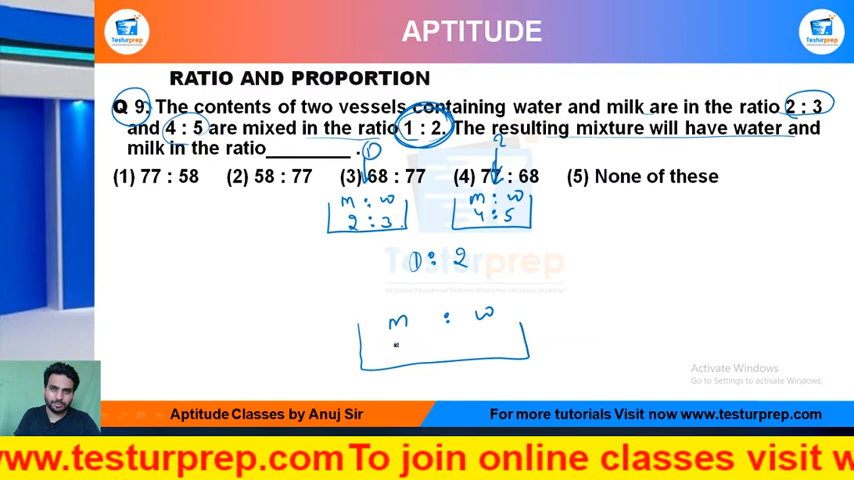 Testurprep
APTITUDE
Testurprep
RATIO AND PROPORTION
Q 9. The contents of two vessels containing water and milk are in the ratio 2 : 3
and 4 : 5 are mixed in the ratio 1 : 2. The resulting mixture will have water and
milk in the ratio_________ .
1
2
(1) 77 : 58 (2) 58 : 77 (3) 68 : 77 (4) 77 : 68 (5) None of these
m : w m : w
2 : 3 4 : 5
Testurprep
1 : 2
m : w
Activate Windows
Go to Settings to activate Windows.
Aptitude Classes by Anuj Sir For more tutorials Visit now www.testurprep.com
www.testurprep.com To join online classes visit w